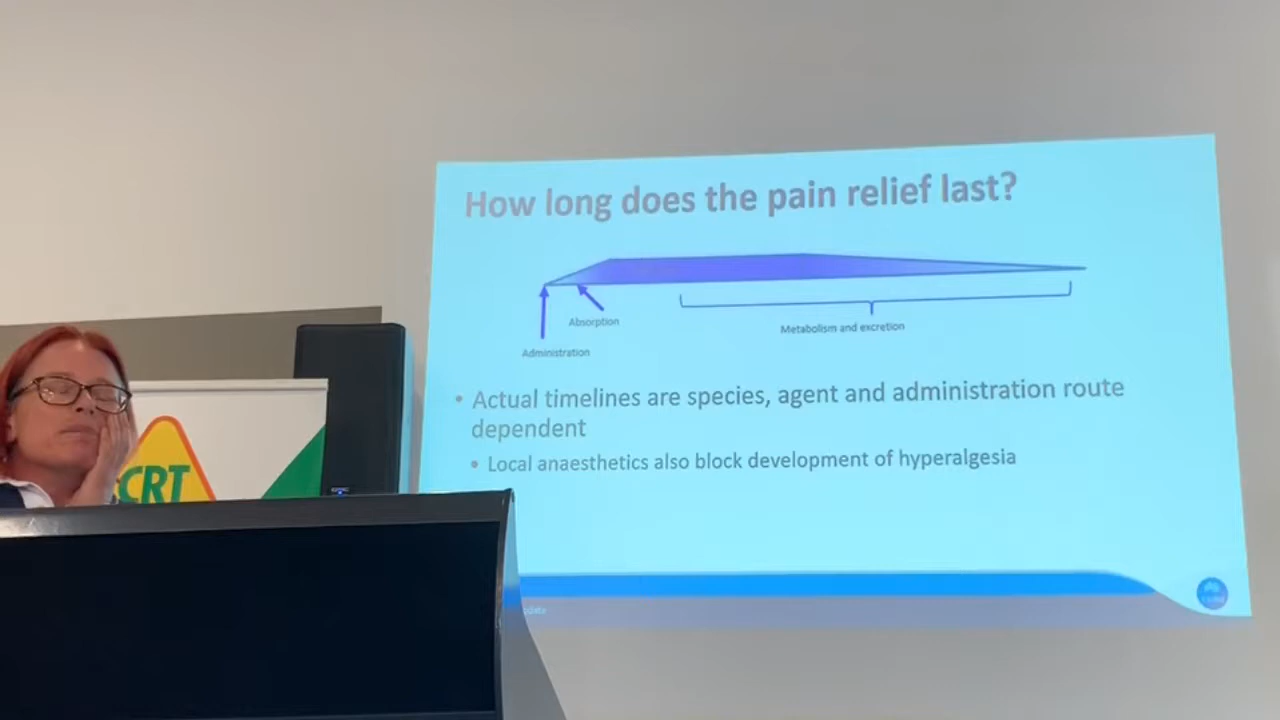 How long does the pain relief last?
Absorption
Metabolism and excretion
Administration
• Actual timelines are species, agent and administration route
dependent
• Local anaesthetics also block development of hyperalgesia
CRT